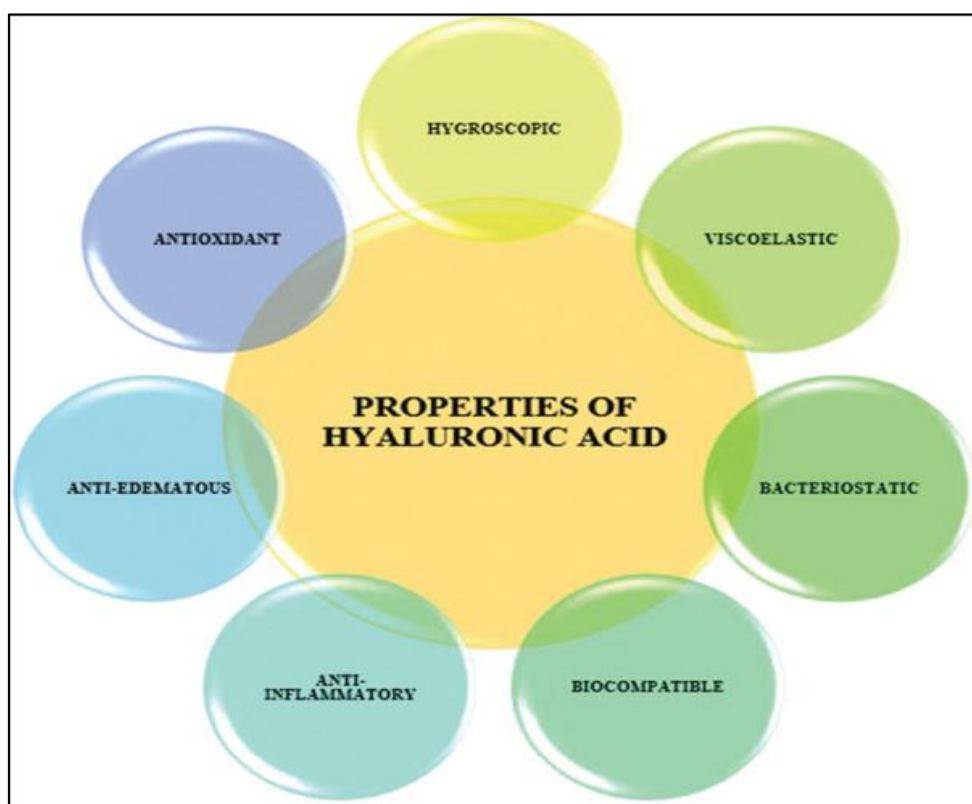 HYGROSCOPIC
ANTIOXIDANT
VISCOELASTIC
PROPERTIES OF
HYALURONIC ACID
ANTI-EDEMATOUS
BACTERIOSTATIC
ANTI-
INFLAMMATORY
BIOCOMPATIBLE